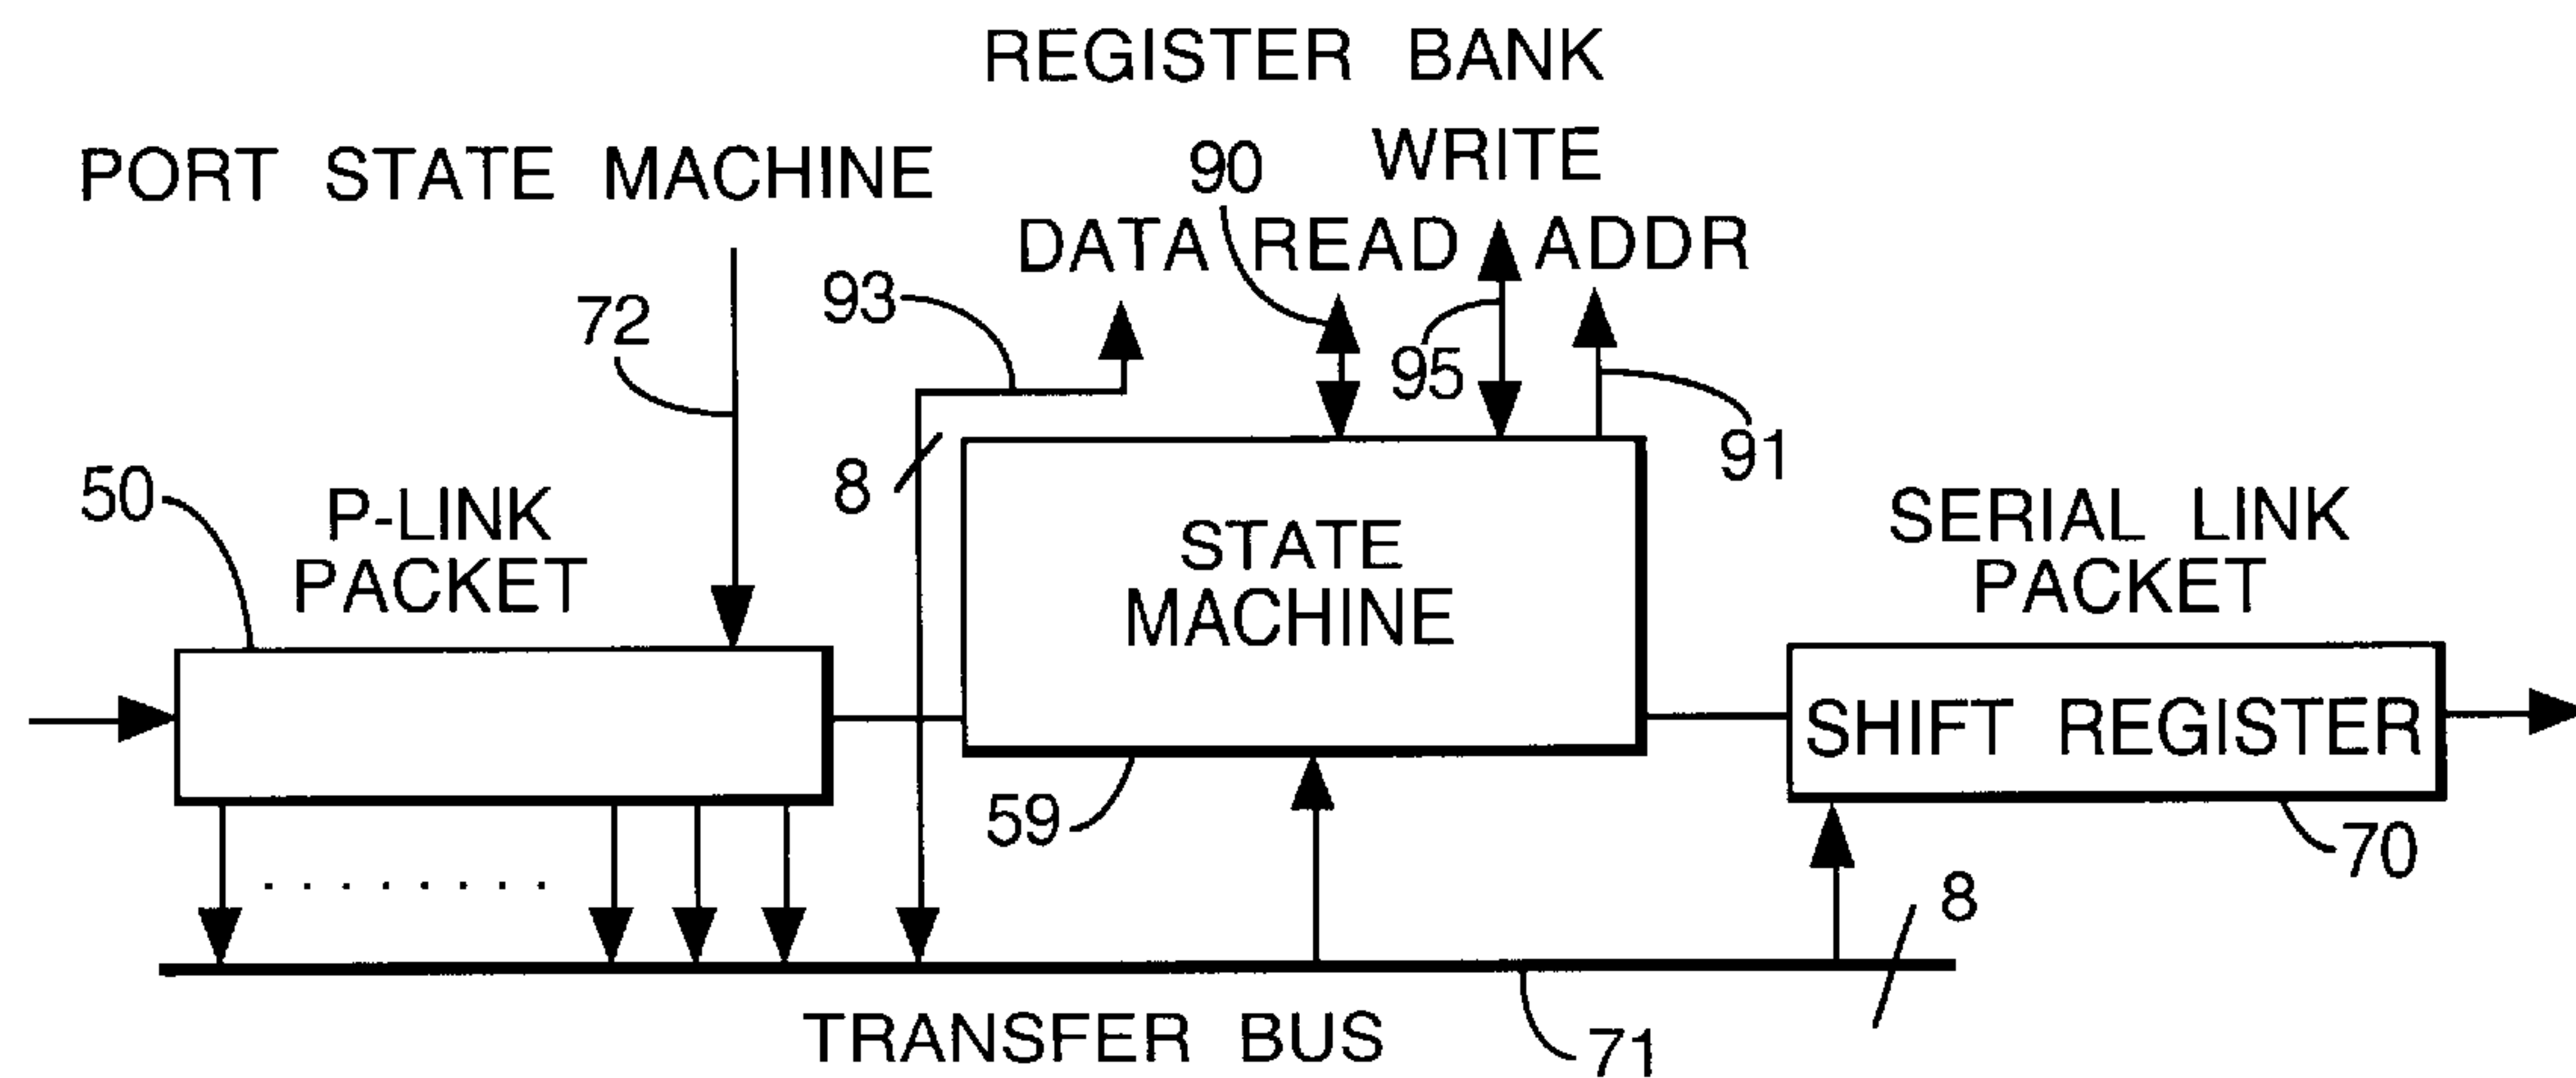 REGISTER BANK
PORT STATE MACHINE
90
WRITE
DATA READ ADDR
72
93
95
91
50
P-LINK
PACKET
8
STATE
MACHINE
SERIAL LINK
PACKET
SHIFT REGISTER
59
70
8
TRANSFER BUS
71